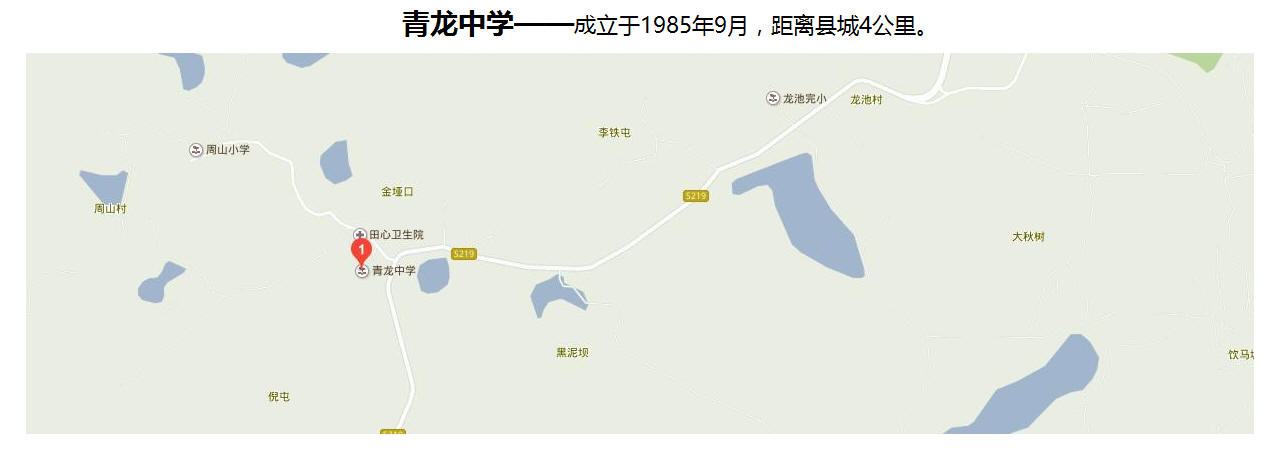 青龙中学——成立于1985年9月，距离县城4公里。
龙池完小
龙池村
李铁屯
周山小学
金垭口
S219
周山村
田心卫生院
大秋树
1
S219
青龙中学
黑泥坝
饮马
倪屯